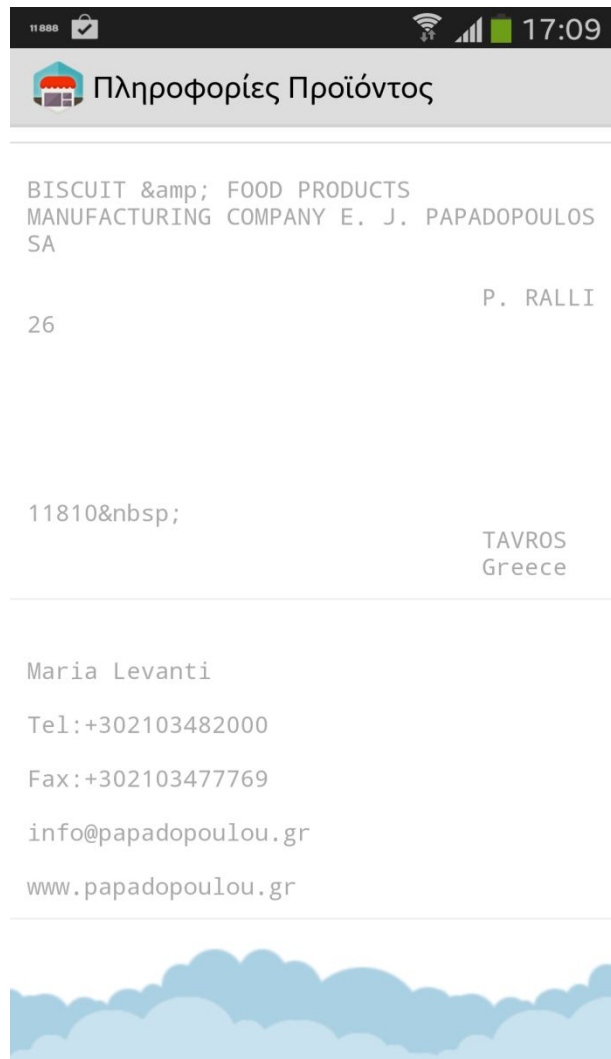 11888
17:09
Πληροφορίες Προϊόντος
BISCUIT &amp; FOOD PRODUCTS
MANUFACTURING COMPANY E. J. PAPADOPOULOS
SA
P. RALLI
26
11810&nbsp;
TAVROS
Greece
Maria Levanti
Tel:+302103482000
Fax:+302103477769
info@papadopoulou.gr
www.papadopoulou.gr